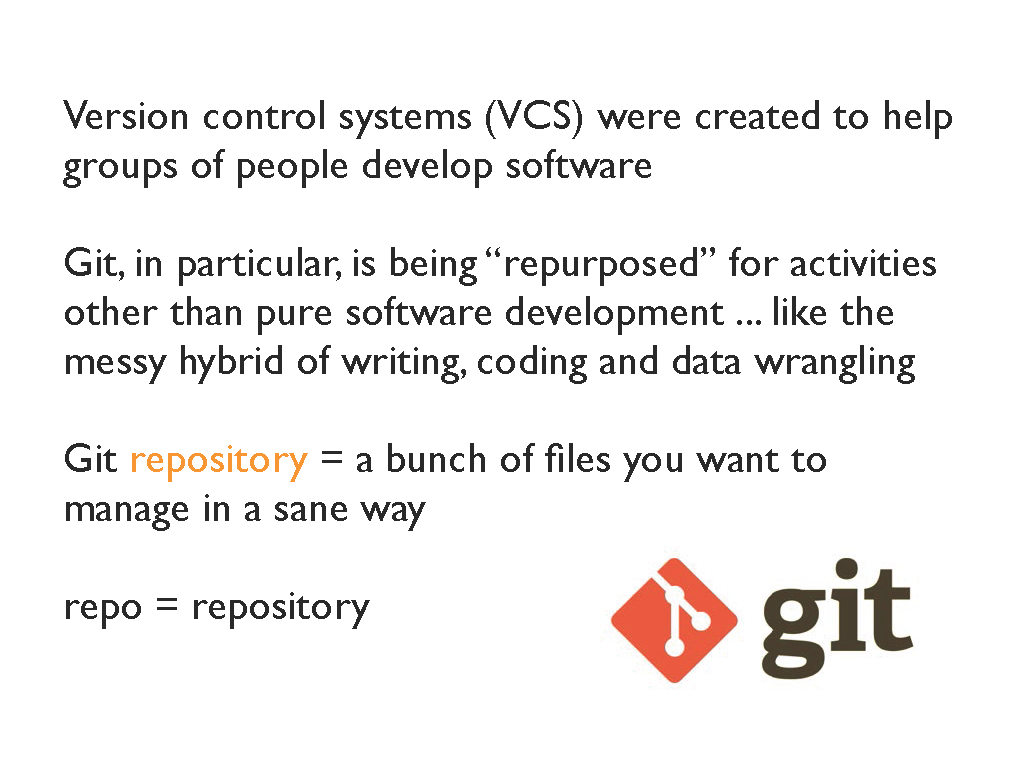 Version control systems (VCS) were created to help
groups of people develop software
Git, in particular, is being “repurposed” for activities
other than pure software development ... like the
messy hybrid of writing, coding and data wrangling
Git repository = a bunch of files you want to
manage in a sane way
repo = repository
git